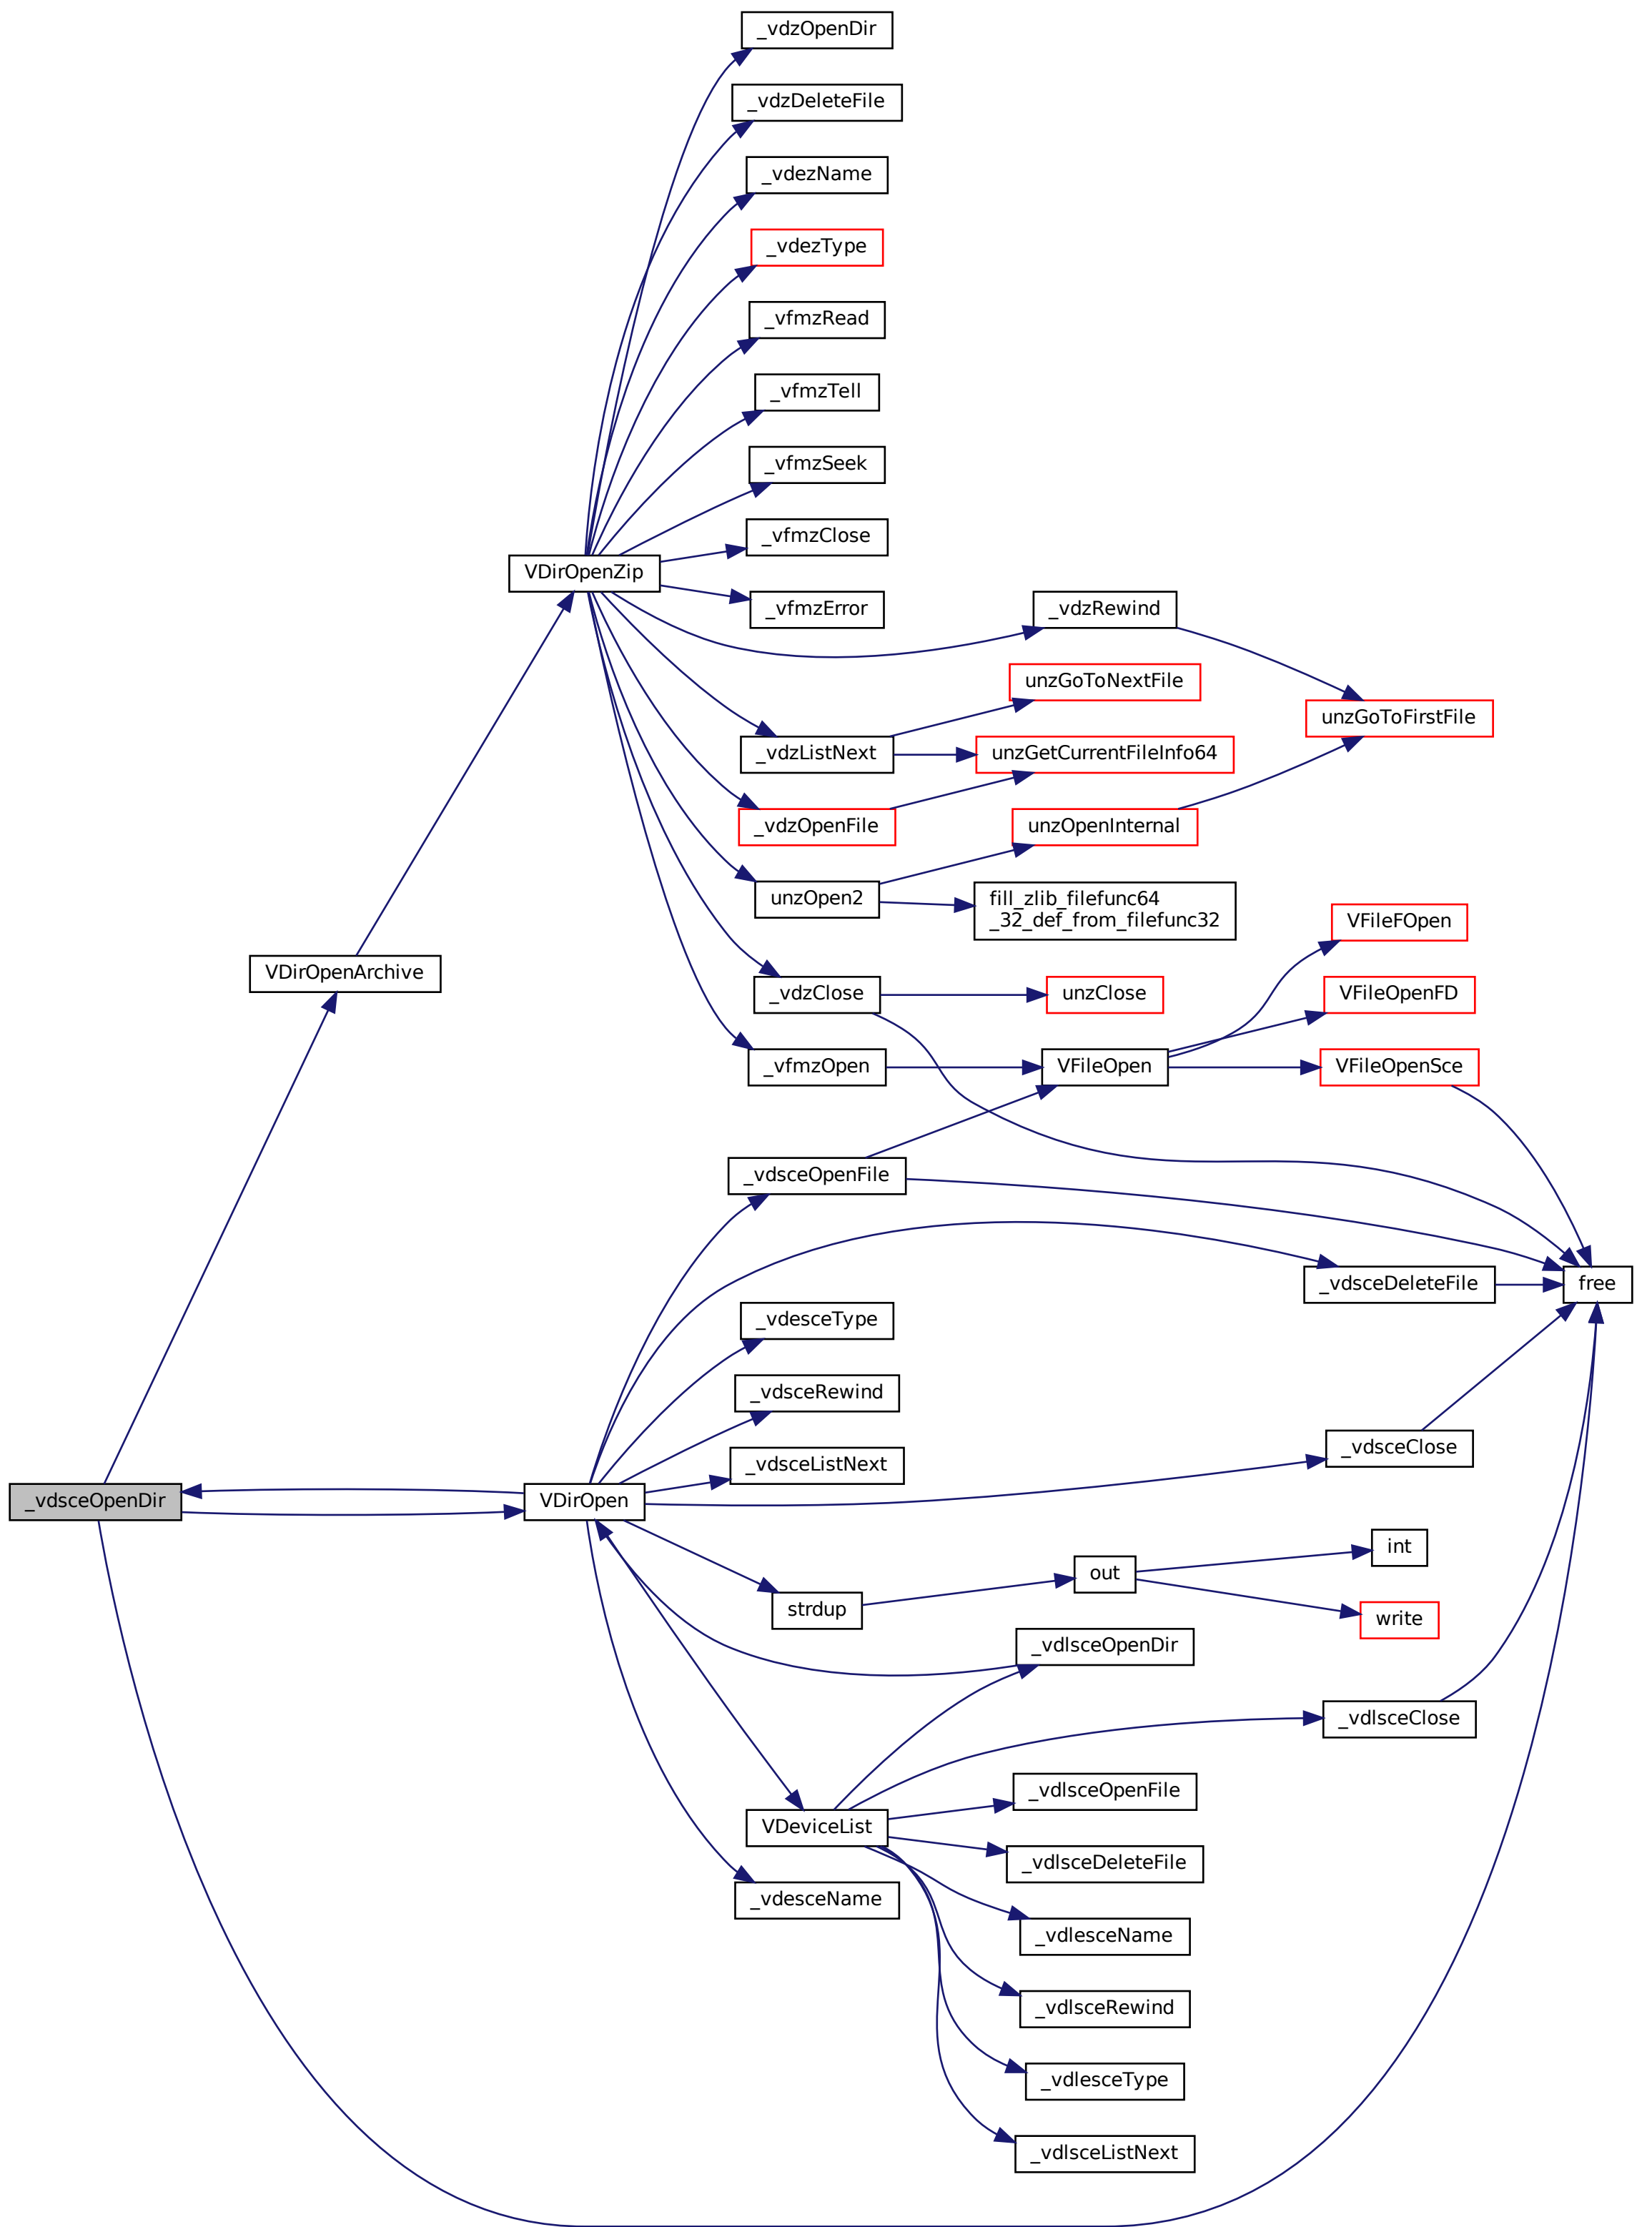 _vdzOpenDir
_vdzDeleteFile
_vdezName
_vdezType
_vfmzRead
_vfmzTell
_vfmzSeek
_vfmzClose
VDirOpenZip
_vfmzError
_vdzRewind
unzGoToNextFile
unzGoToFirstFile
_vdzListNext
unzGetCurrentFileInfo64
_vdzOpenFile
unzOpenInternal
unzOpen2
fill_zlib_filefunc64
_32_def_from_filefunc32
VFileFOpen
VDirOpenArchive
_vdzClose
unzClose
VFileOpenFD
_vfmzOpen
VFileOpen
VFileOpenSce
_vdsceOpenFile
_vdsceDeleteFile
free
_vdesceType
_vdsceRewind
_vdsceListNext
_vdsceClose
_vdsceOpenDir
VDirOpen
int
out
strdup
write
_vdlsceOpenDir
_vdlsceClose
_vdlsceOpenFile
VDeviceList
_vdlsceDeleteFile
_vdesceName
_vdlesceName
_vdlsceRewind
_vdlesceType
_vdlsceListNext